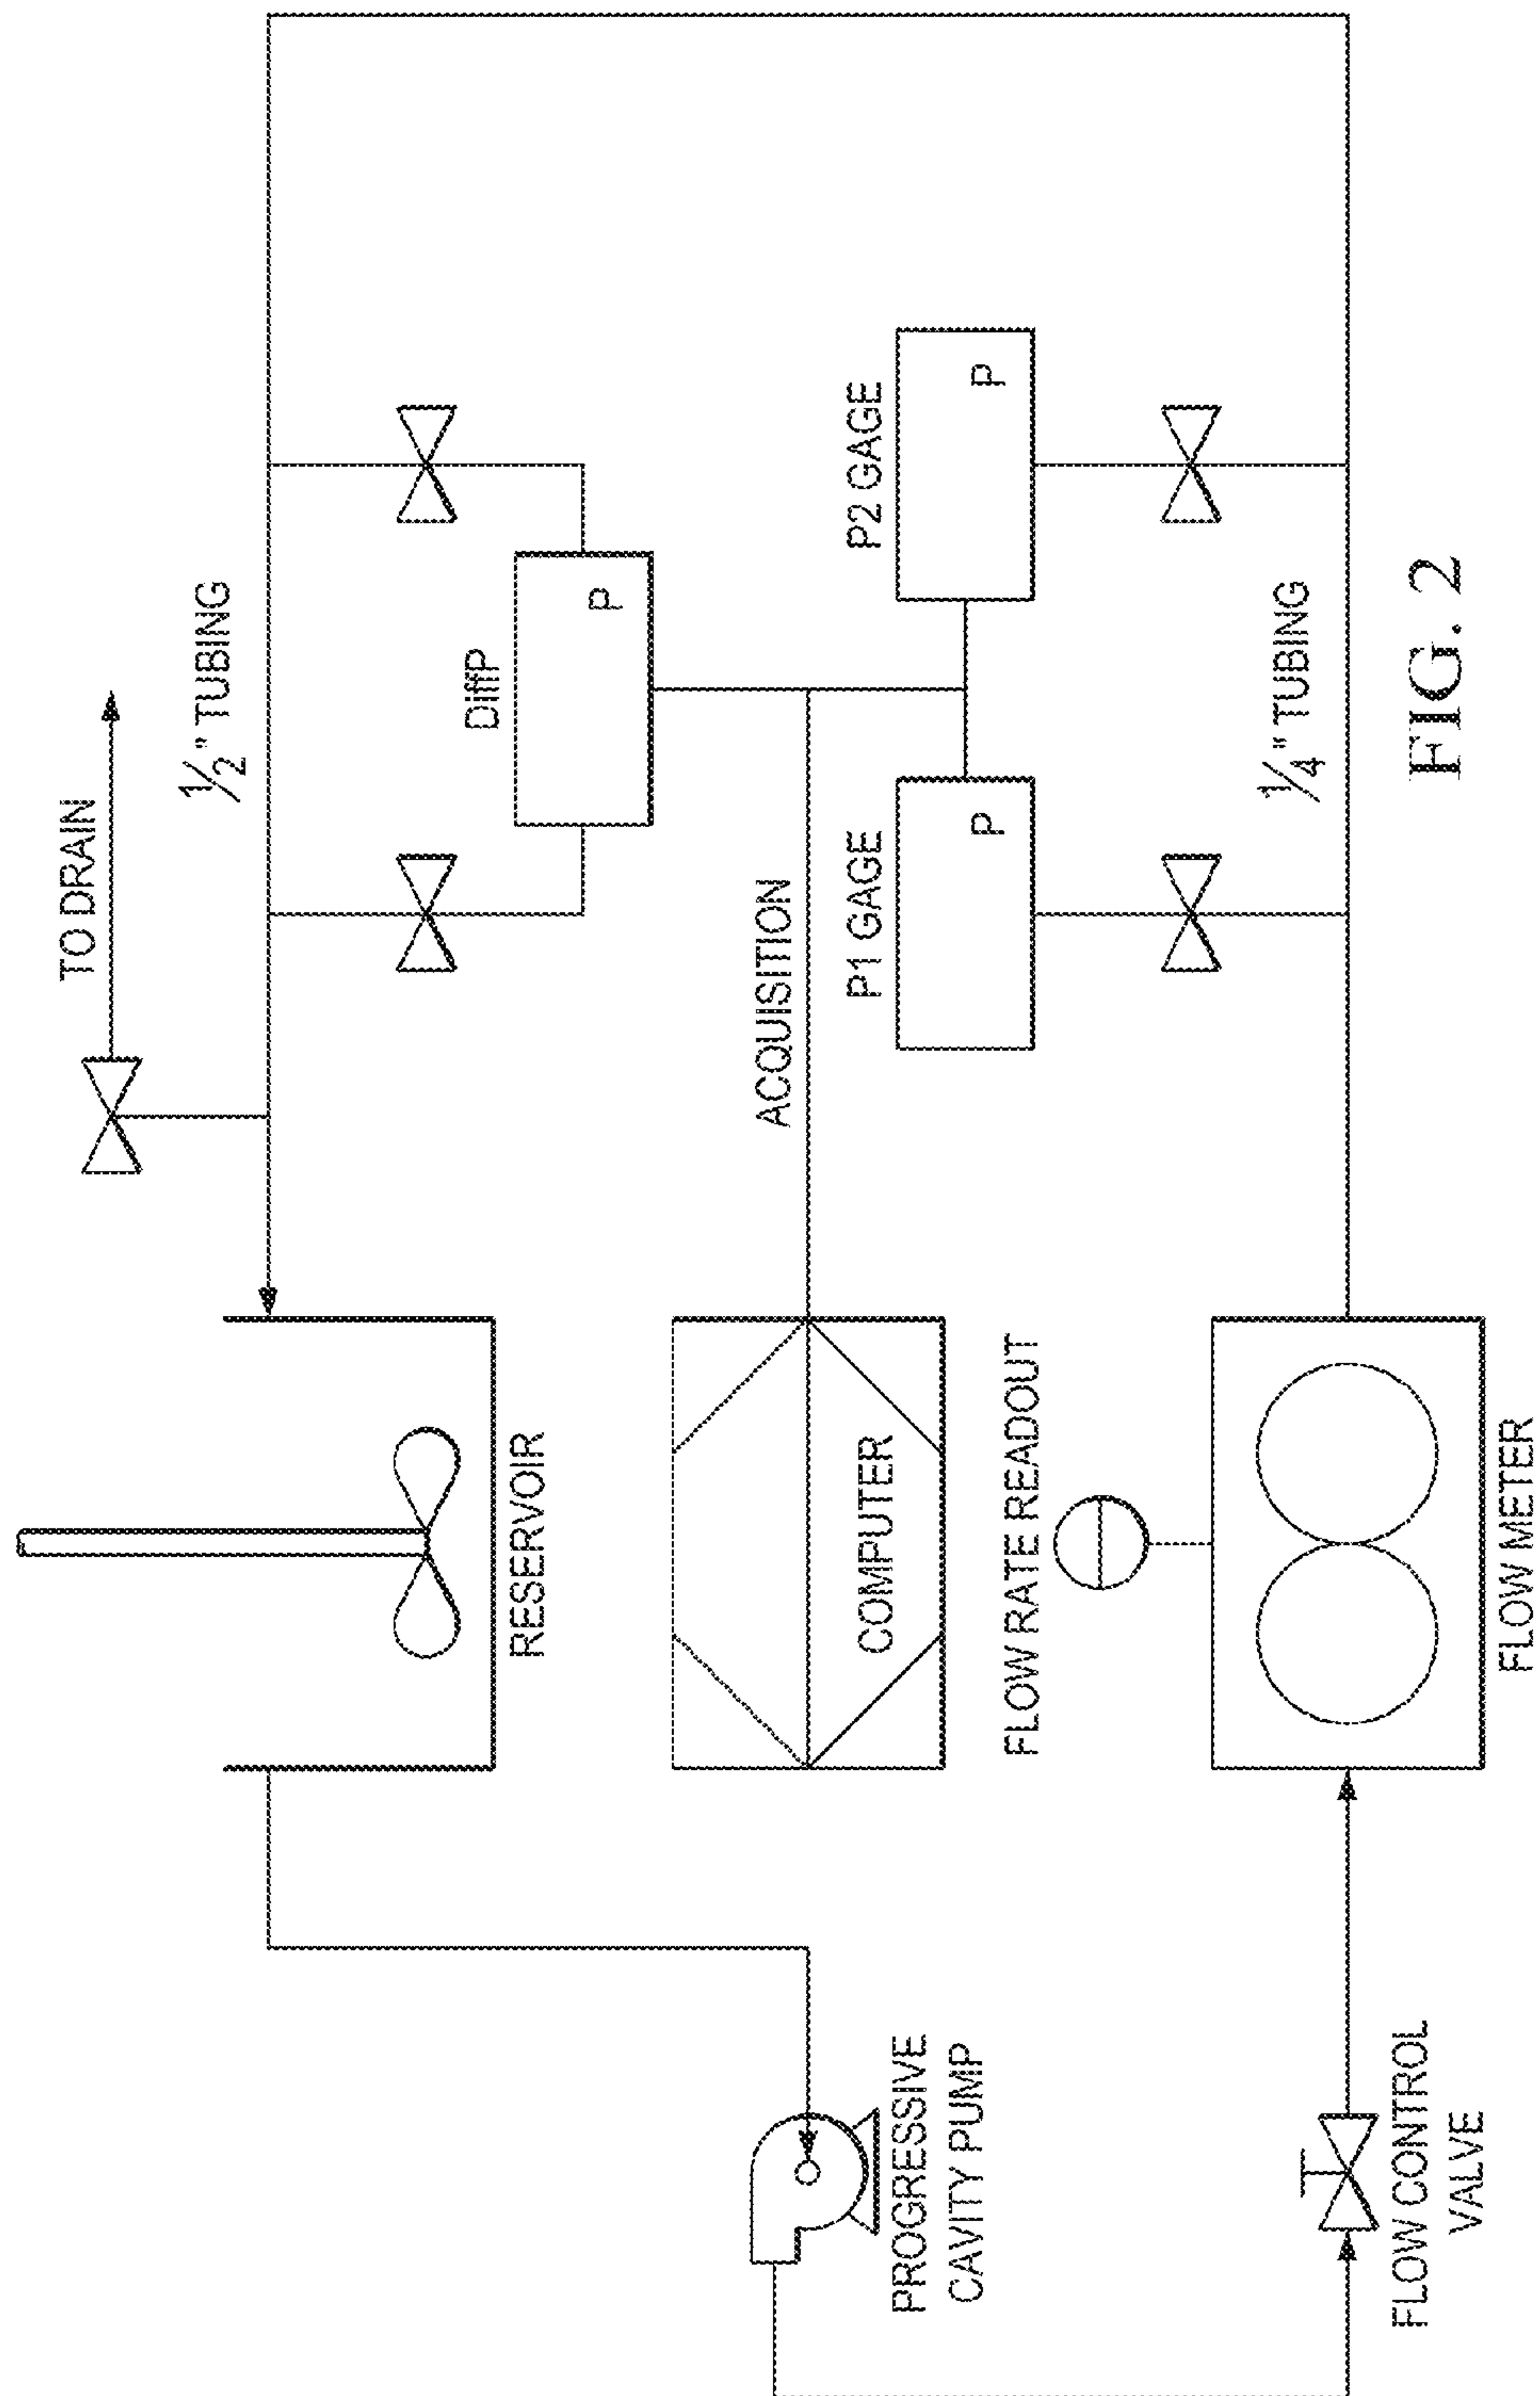 TO DRAIN
1/2" TUBING
DiffP
P
RESERVOIR
ACQUISITION
COMPUTER
P1 GAGE
P
P2 GAGE
P
PROGRESSIVE
CAVITY PUMP
FLOW RATE READOUT
1/4" TUBING
FLOW CONTROL
VALVE
FLOW METER
FIG. 2